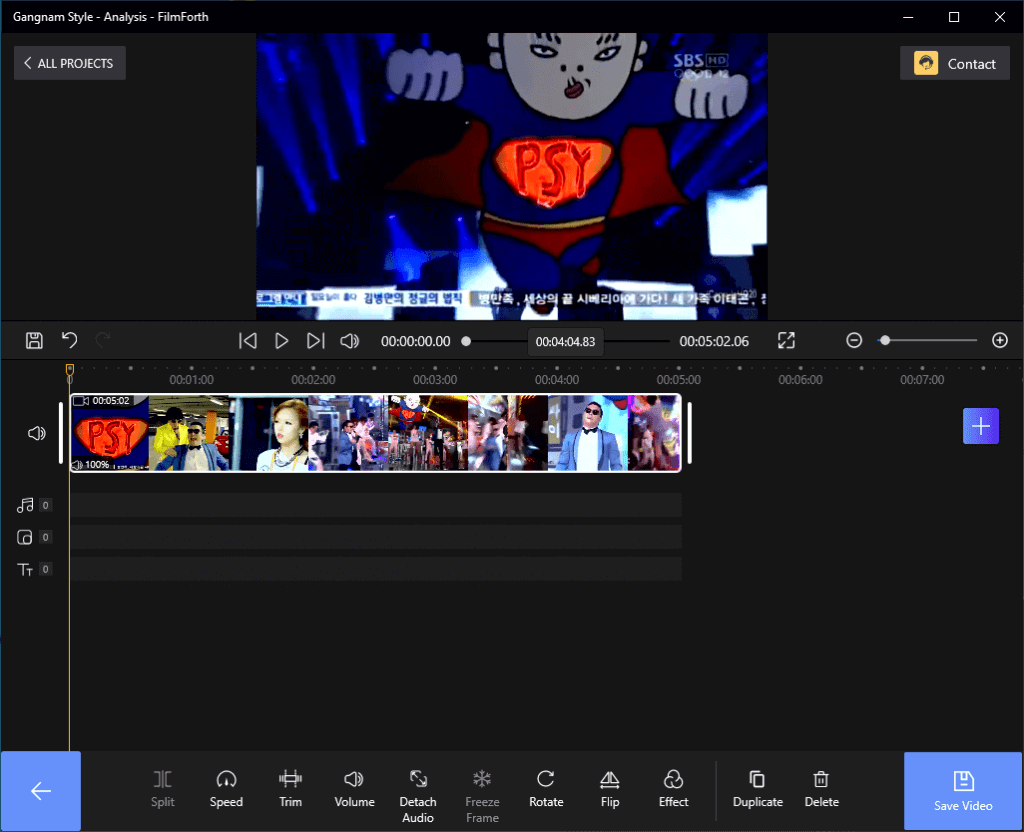 Gangnam Style - Analysis - FilmForth
ALL PROJECTS
Contact
SBS HD
PSY
김병만의 정글의 법칙
병만족, 세상의 끝 시베리아에 가다! 새 가족 이태곤,
00:00:00.00
00:04:04.83
00:05:02.06
0
00:01:00
00:02:00
00:03:00
00:04:00
00:05:00
00:06:00
00:07:00
00:05:02
PSY
100%
0
0
TT 0
Split
Speed
Trim
Volume
Detach
Audio
Freeze
Frame
Rotate
Flip
Effect
Duplicate
Delete
Save Video